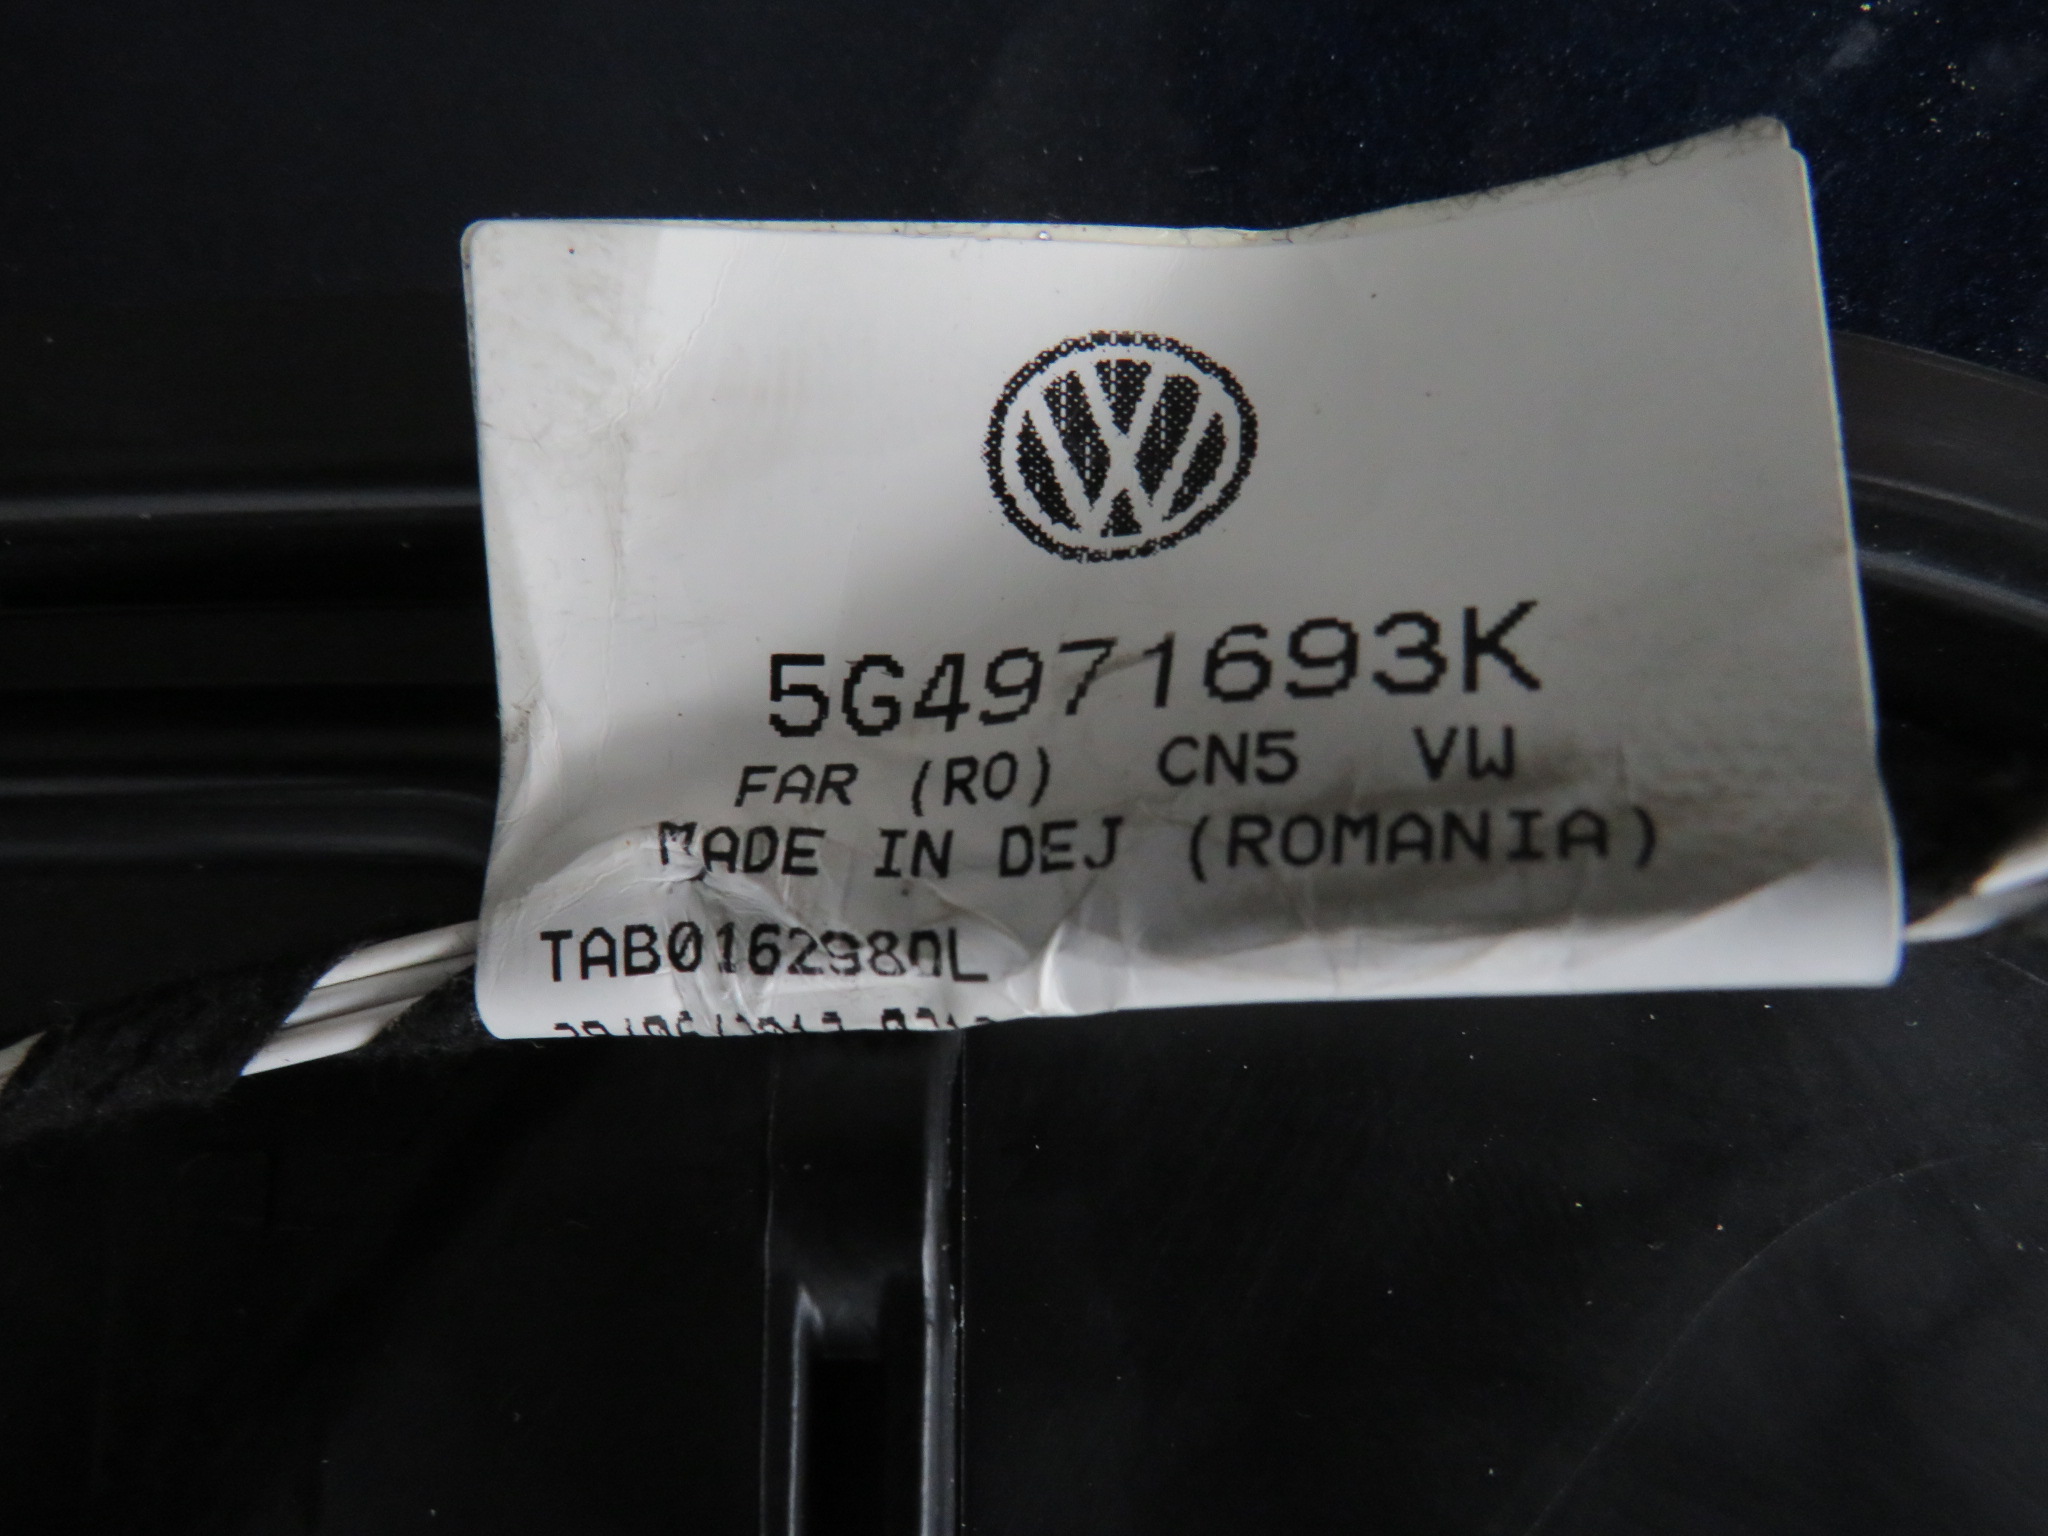 5G4971693K
FAR (RO) CN5 VW
MADE IN DEJ (ROMANIA)
TAB0162980L